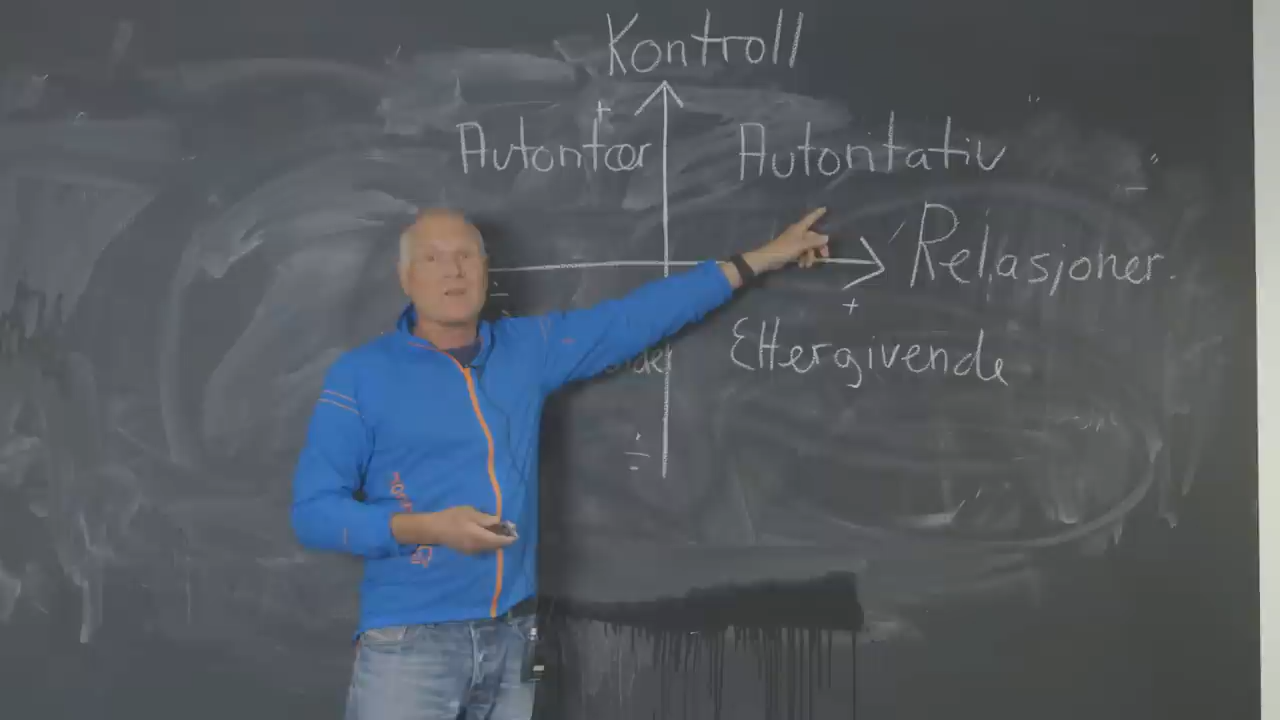 Kontroll
+
Autoritær Autoritativ
Relasjoner.
+
Ettergivende